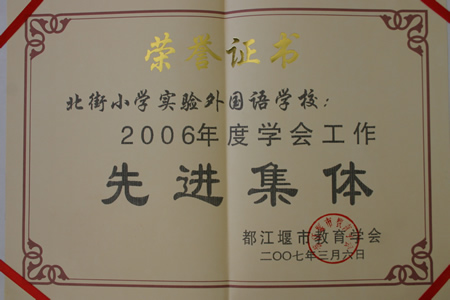 荣誉证书
北街小学实验外国语学校：
2006年度学会工作
先进集体
都江堰市教育学会
二〇〇七年三月六日